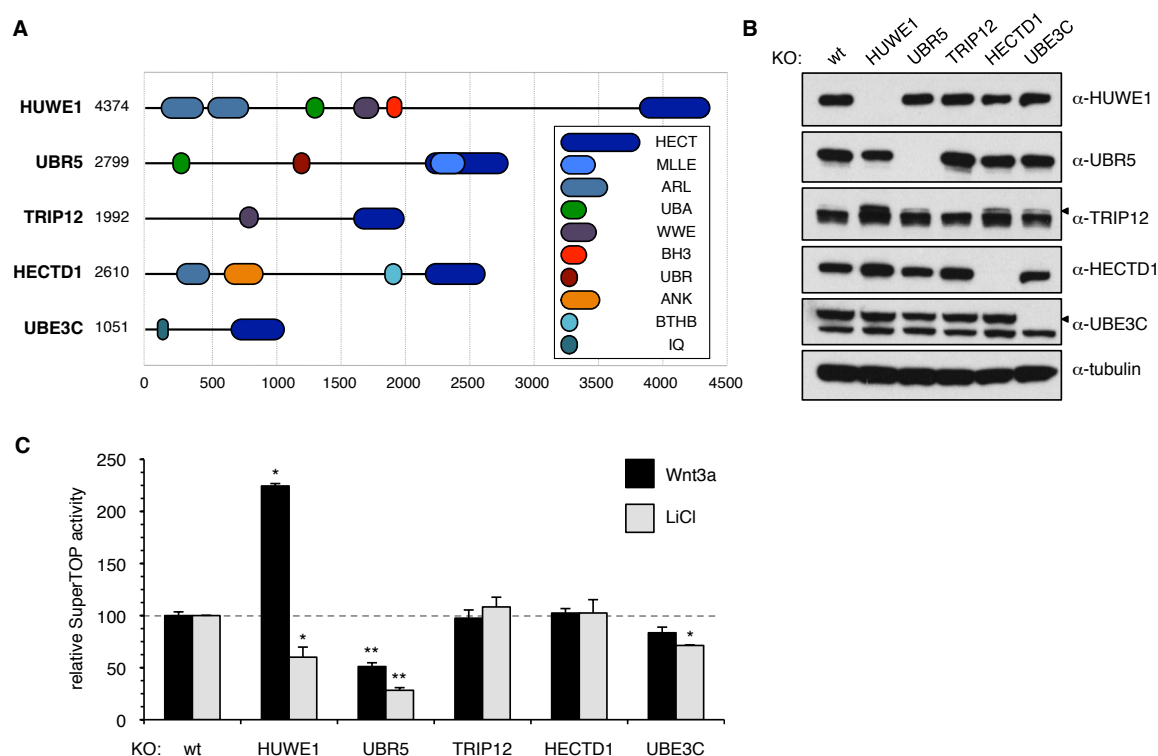 A
HUWE1 4374
UBR5 2799
TRIP12 1992
HECTD1 2610
UBE3C 1051
HECT
MLLE
ARL
UBA
WWE
BH3
UBR
ANK
BTHB
IQ
0 500 1000 1500 2000 2500 3000 3500 4000 4500
B
KO: wt HUWE1 UBR5 TRIP12 HECTD1 UBE3C
α-HUWE1
α-UBR5
α-TRIP12
α-HECTD1
α-UBE3C
α-tubulin
C
relative SuperTOP activity
250
200
150
100
50
0
Wnt3a
LiCl
*
*
** 
**
*
KO: wt HUWE1 UBR5 TRIP12 HECTD1 UBE3C